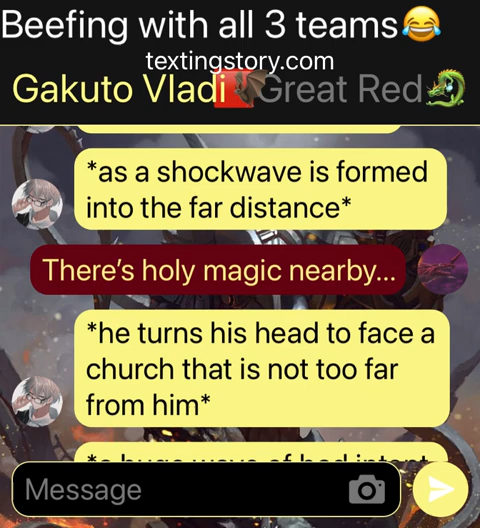 Beefing with all 3 teams😂
textingstory.com
Gakuto Vladi Great Red🐉
*as a shockwave is formed
into the far distance*
There's holy magic nearby...
*he turns his head to face a
church that is not too far
from him*
Message